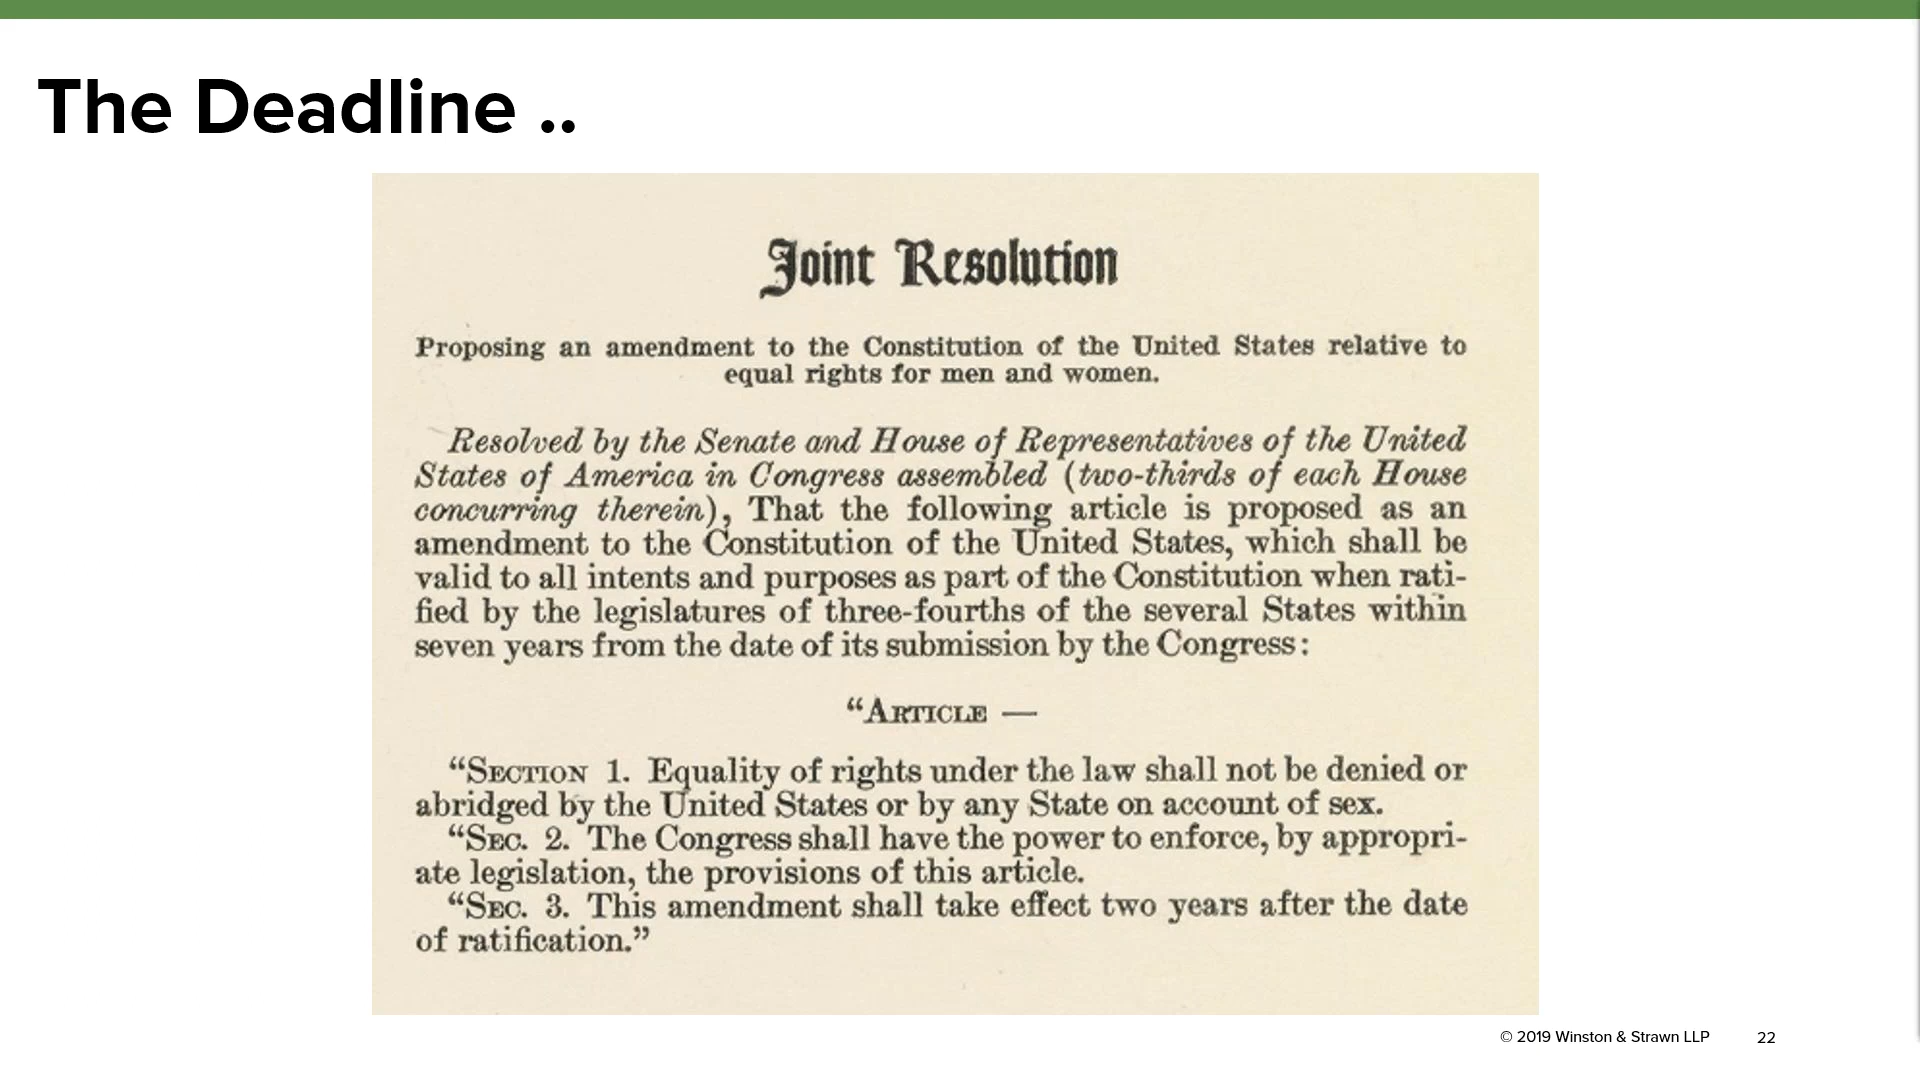 The Deadline ..
Joint Resolution
Proposing an amendment to the Constitution of the United States relative to
equal rights for men and women.
Resolved by the Senate and House of Representatives of the United
States of America in Congress assembled (two-thirds of each House
concurring therein), That the following article is proposed as an
amendment to the Constitution of the United States, which shall be
valid to all intents and purposes as part of the Constitution when rati-
fied by the legislatures of three-fourths of the several States within
seven years from the date of its submission by the Congress:
“ARTICLE —
“SECTION 1. Equality of rights under the law shall not be denied or
abridged by the United States or by any State on account of sex.
“SEC. 2. The Congress shall have the power to enforce, by appropri-
ate legislation, the provisions of this article.
“SEC. 3. This amendment shall take effect two years after the date
of ratification.”
© 2019 Winston & Strawn LLP 22